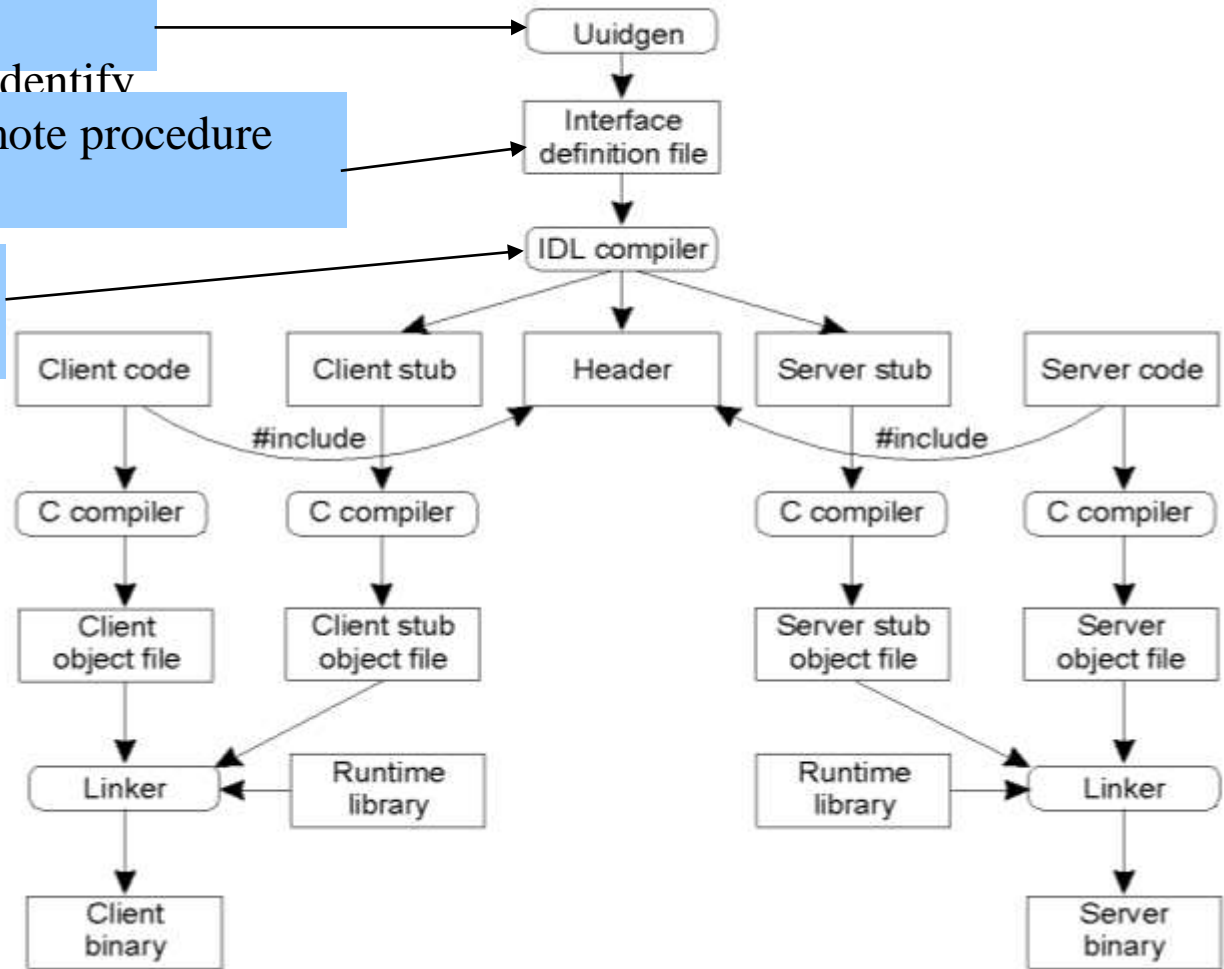 Uuidgen
dentify
note procedure
Interface
definition file
IDL compiler
Client code
Client stub
Header
Server stub
Server code
#include
#include
C compiler
C compiler
C compiler
C compiler
Client
object file
Client stub
object file
Server stub
object file
Server
object file
Linker
Runtime
library
Runtime
library
Linker
Client
binary
Server
binary